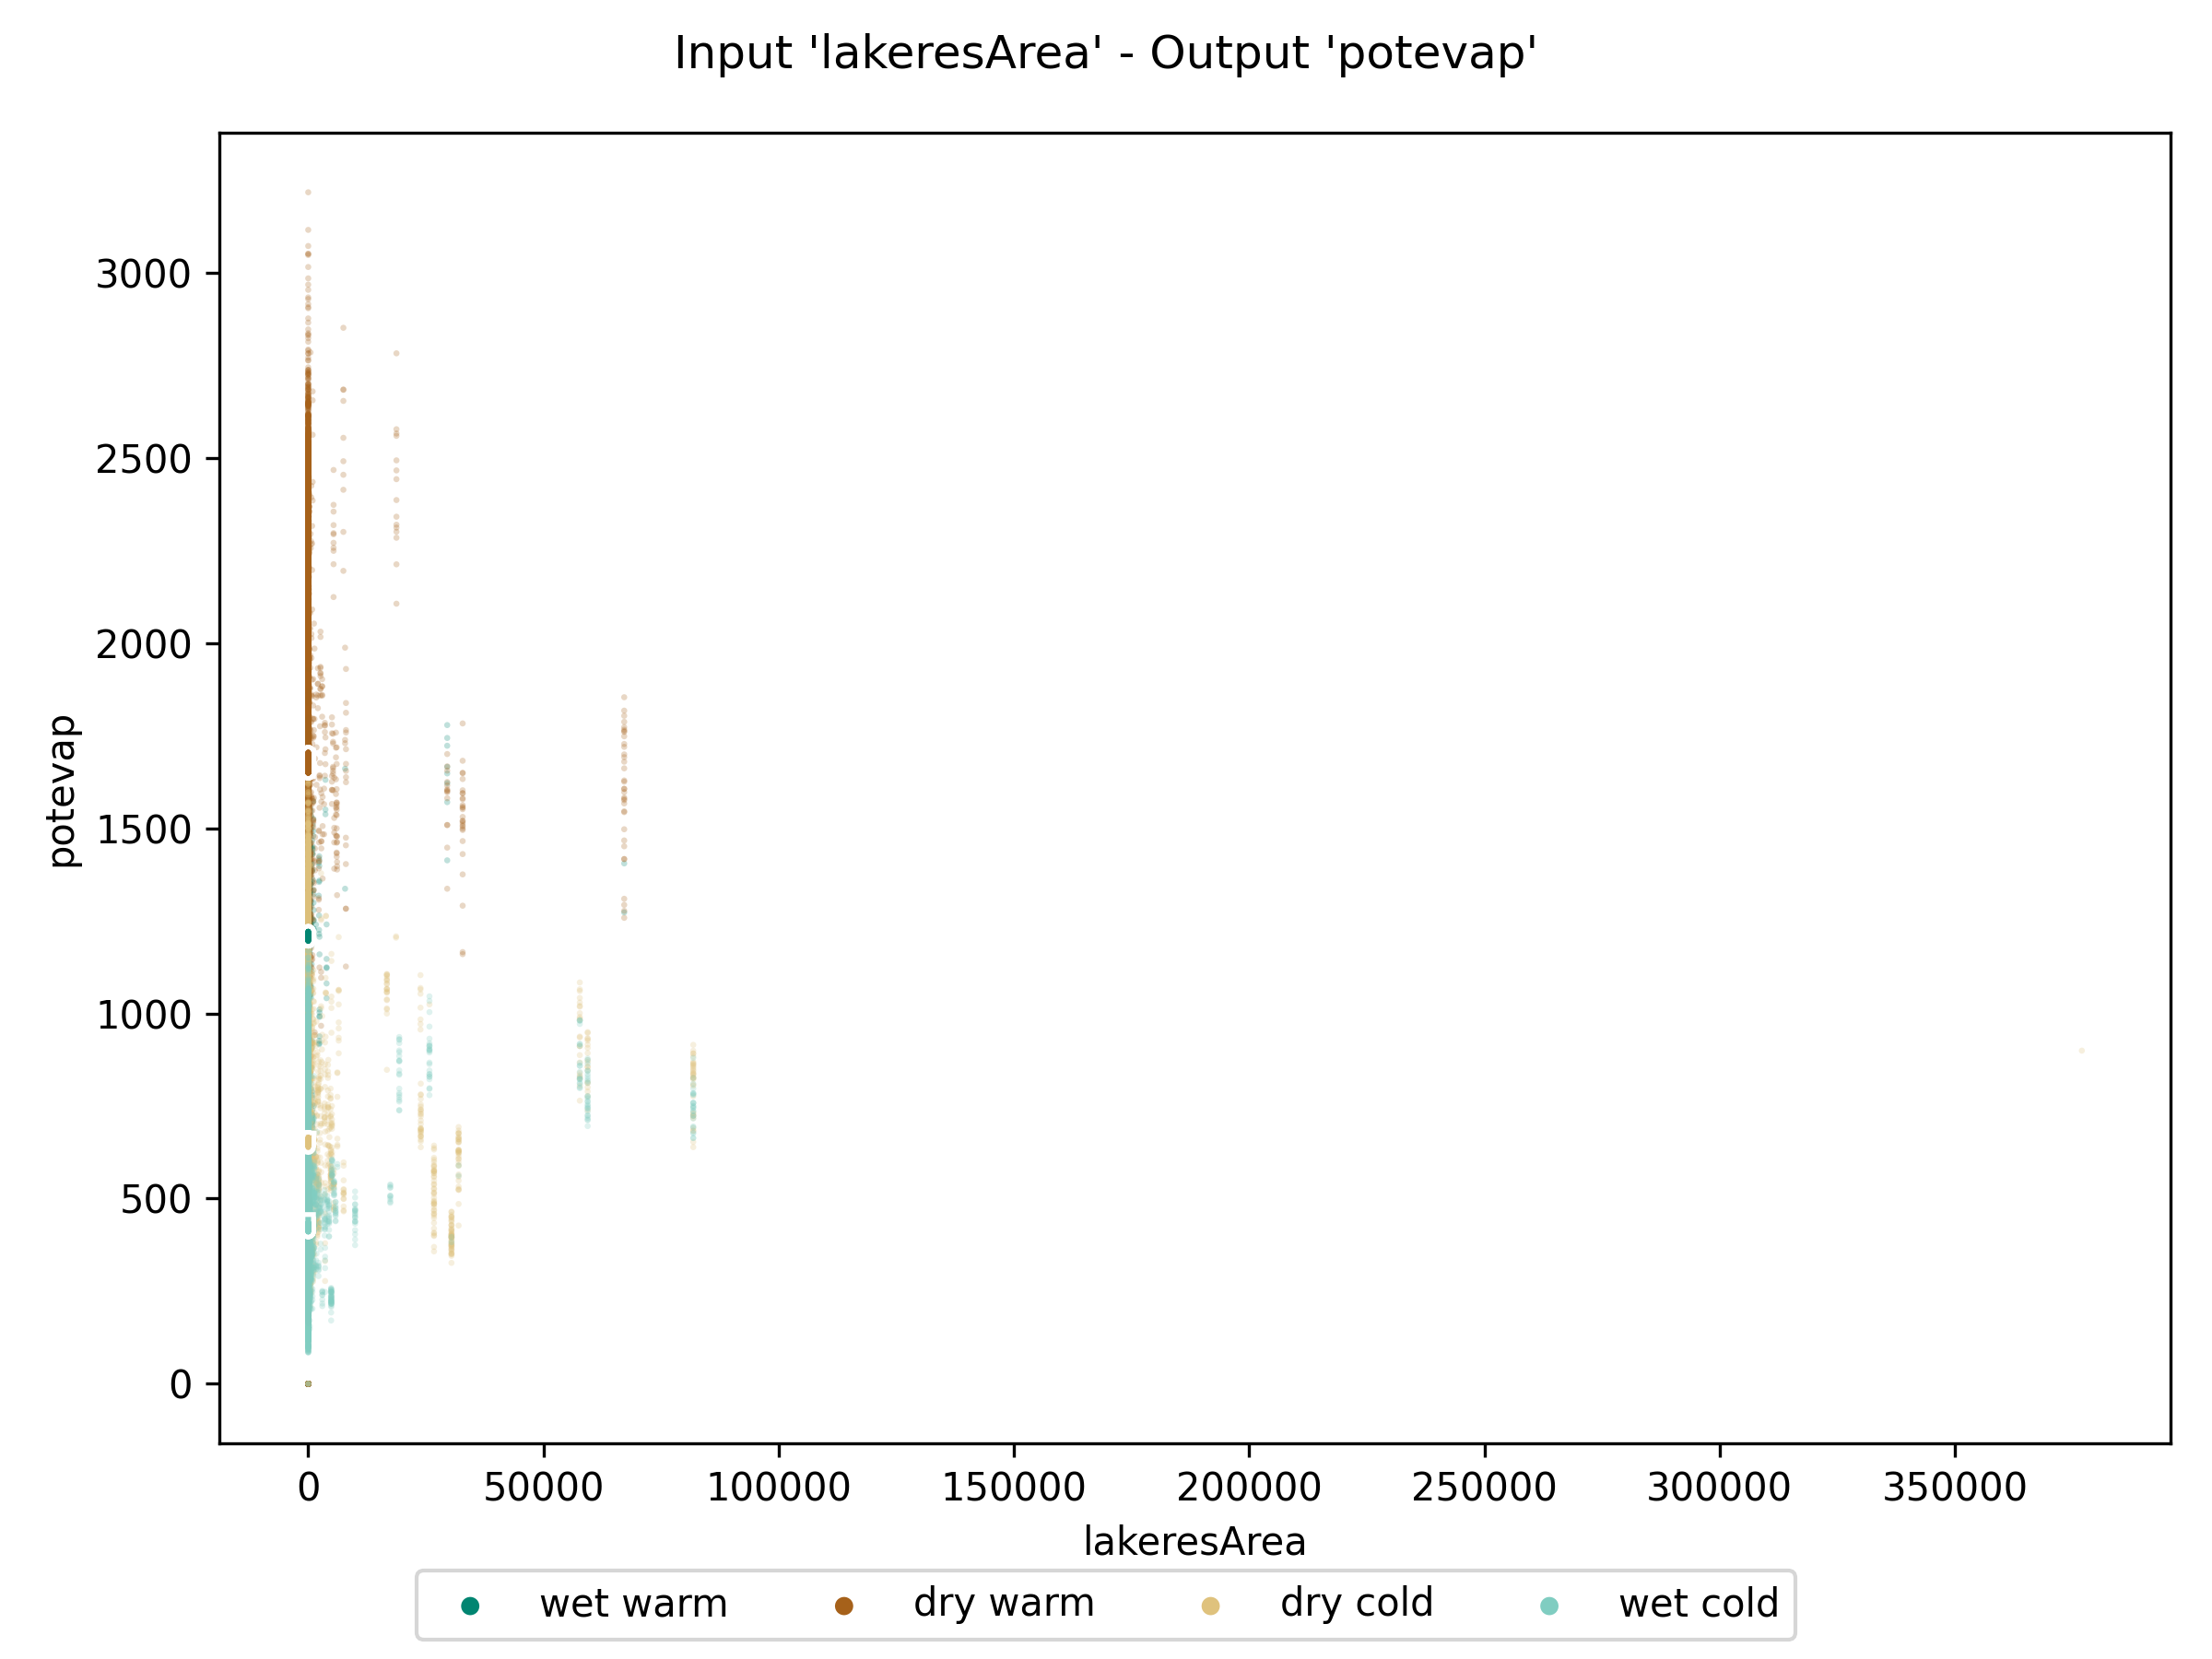 Input 'lakeresArea' - Output 'potevap'
3000
2500
2000
1500
1000
500
0
potevap
0 50000 100000 150000 200000 250000 300000 350000
lakeresArea
wet warm dry warm dry cold wet cold